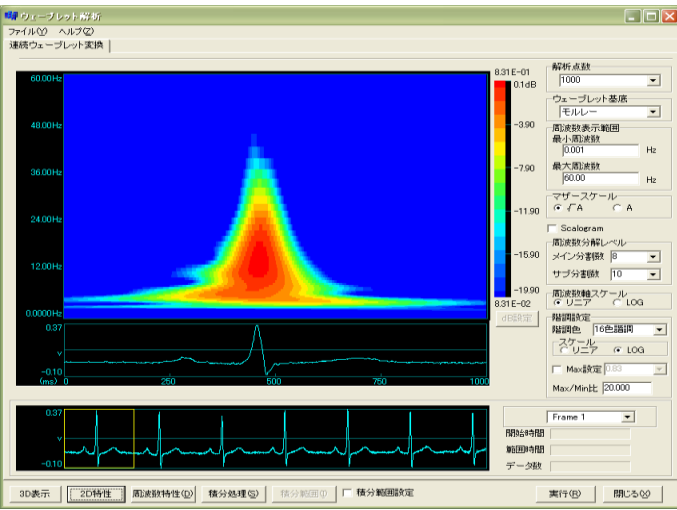 ウェーブレット解析
ファイル(Y) ヘルプ(Z)
連続ウェーブレット変換
60.00Hz
48.00Hz
36.00Hz
24.00Hz
12.00Hz
0.0000Hz
8.31E-01
0.1dB
-3.90
-7.90
-11.90
-15.90
-19.90
8.31E-02
dB設定
0.37
V
-0.10
(ms) 0 250 500 750 1000
0.37
V
-0.10
解析点数
1000
ウェーブレット基底
モルレー
周波数表示範囲
最小周波数
0.001 Hz
最大周波数
60.00 Hz
マザースケール
√A A
Scalogram
周波数分解レベル
メイン分割数 8
サブ分割数 10
周波数軸スケール
リニア LOG
階調設定
階調色 16色階調
スケール
リニア LOG
Max設定 0.83
Max/Min比 20.000
Frame 1
開始時間
範囲時間
データ数
3D表示 2D特性 周波数特性(D) 積分処理(S) 積分範囲(I) 積分範囲設定 実行(R) 閉じる(X)